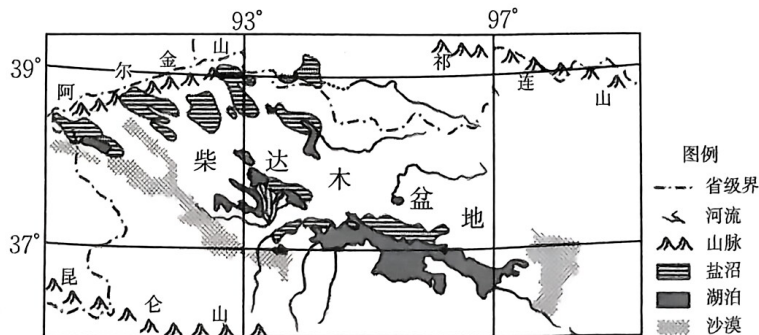 93° 97°
39°
37°
阿尔金山
祁连山
柴达木盆地
昆仑山
图例
省级界
河流
山脉
盐沼
湖泊
沙漠